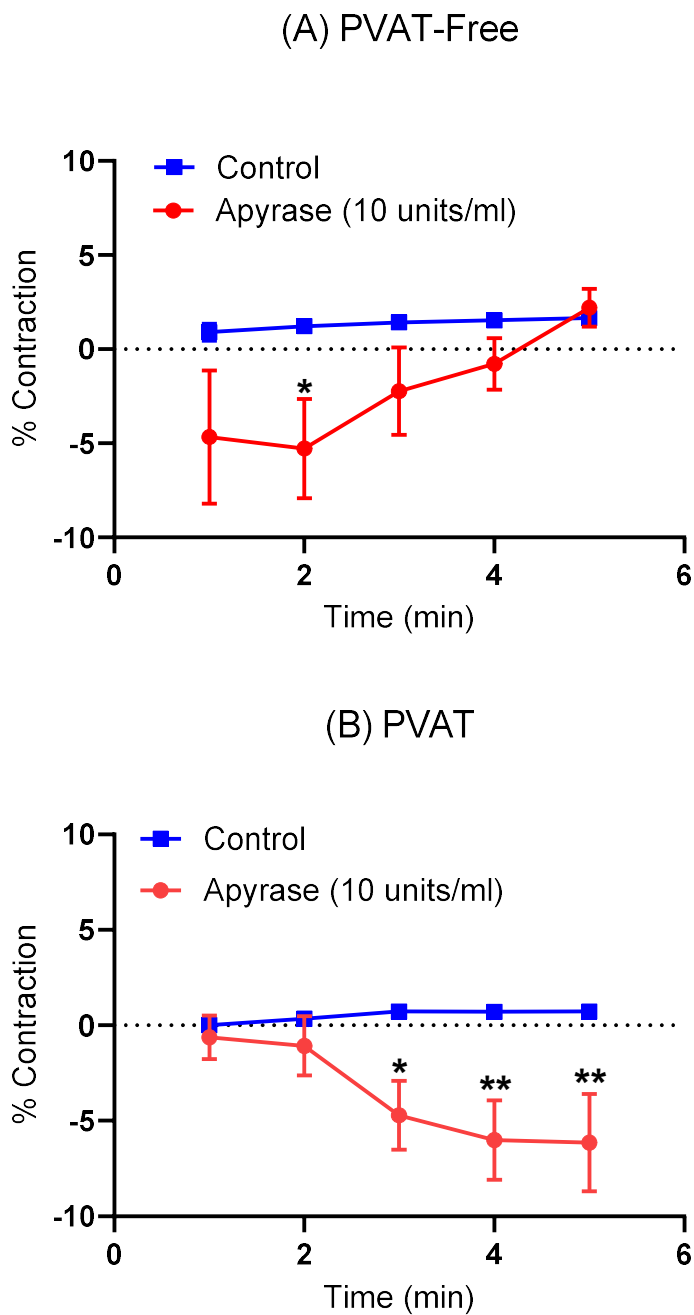 (A) PVAT-Free
10
Control
Apyrase (10 units/ml)
5
% Contraction
0
*
-5
-10
0 2 4 6
Time (min)
(B) PVAT
10
Control
Apyrase (10 units/ml)
5
% Contraction
0
* ** **
-5
-10
0 2 4 6
Time (min)